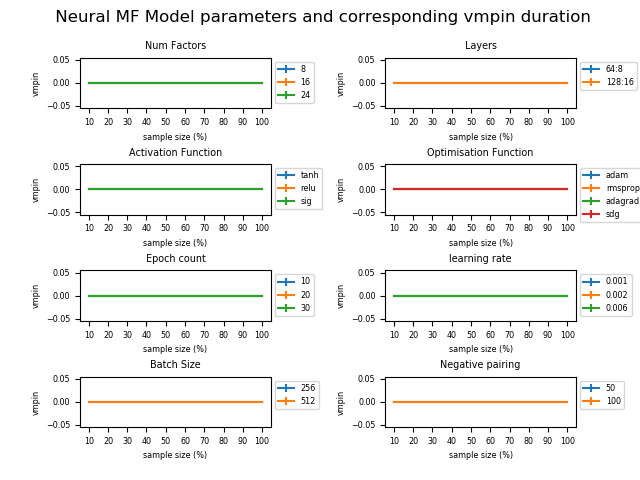 Neural MF Model parameters and corresponding vmpin duration
Num Factors
vmpin
0.05
0.00
−0.05
10 20 30 40 50 60 70 80 90 100
sample size (%)
8
16
24
Layers
vmpin
0.05
0.00
−0.05
10 20 30 40 50 60 70 80 90 100
sample size (%)
64:8
128:16
Activation Function
vmpin
0.05
0.00
−0.05
10 20 30 40 50 60 70 80 90 100
sample size (%)
tanh
relu
sig
Optimisation Function
vmpin
0.05
0.00
−0.05
10 20 30 40 50 60 70 80 90 100
sample size (%)
adam
rmsprop
adagrad
sdg
Epoch count
vmpin
0.05
0.00
−0.05
10 20 30 40 50 60 70 80 90 100
sample size (%)
10
20
30
learning rate
vmpin
0.05
0.00
−0.05
10 20 30 40 50 60 70 80 90 100
sample size (%)
0.001
0.002
0.006
Batch Size
vmpin
0.05
0.00
−0.05
10 20 30 40 50 60 70 80 90 100
sample size (%)
256
512
Negative pairing
vmpin
0.05
0.00
−0.05
10 20 30 40 50 60 70 80 90 100
sample size (%)
50
100